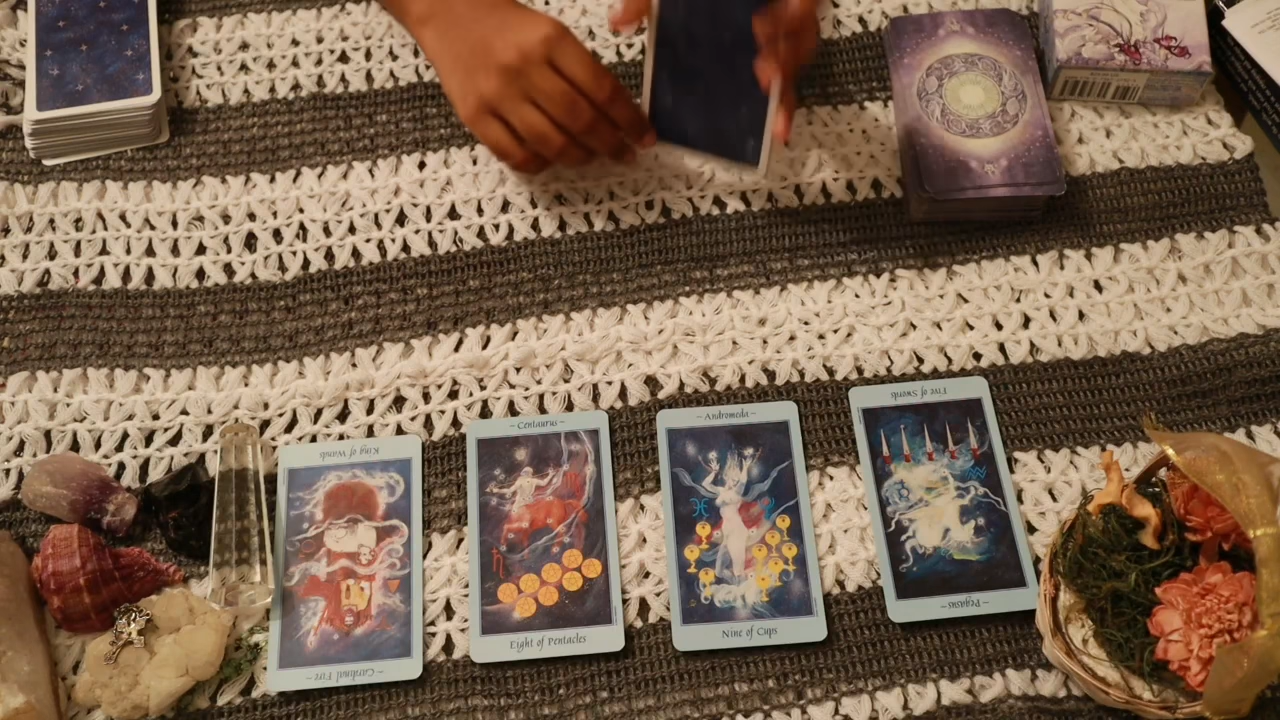 King of Wands
~ Cardinal Fire ~
~ Centaurus ~
Eight of Pentacles
~ Andromeda ~
Nine of Cups
Five of Swords
~ Pegasus ~